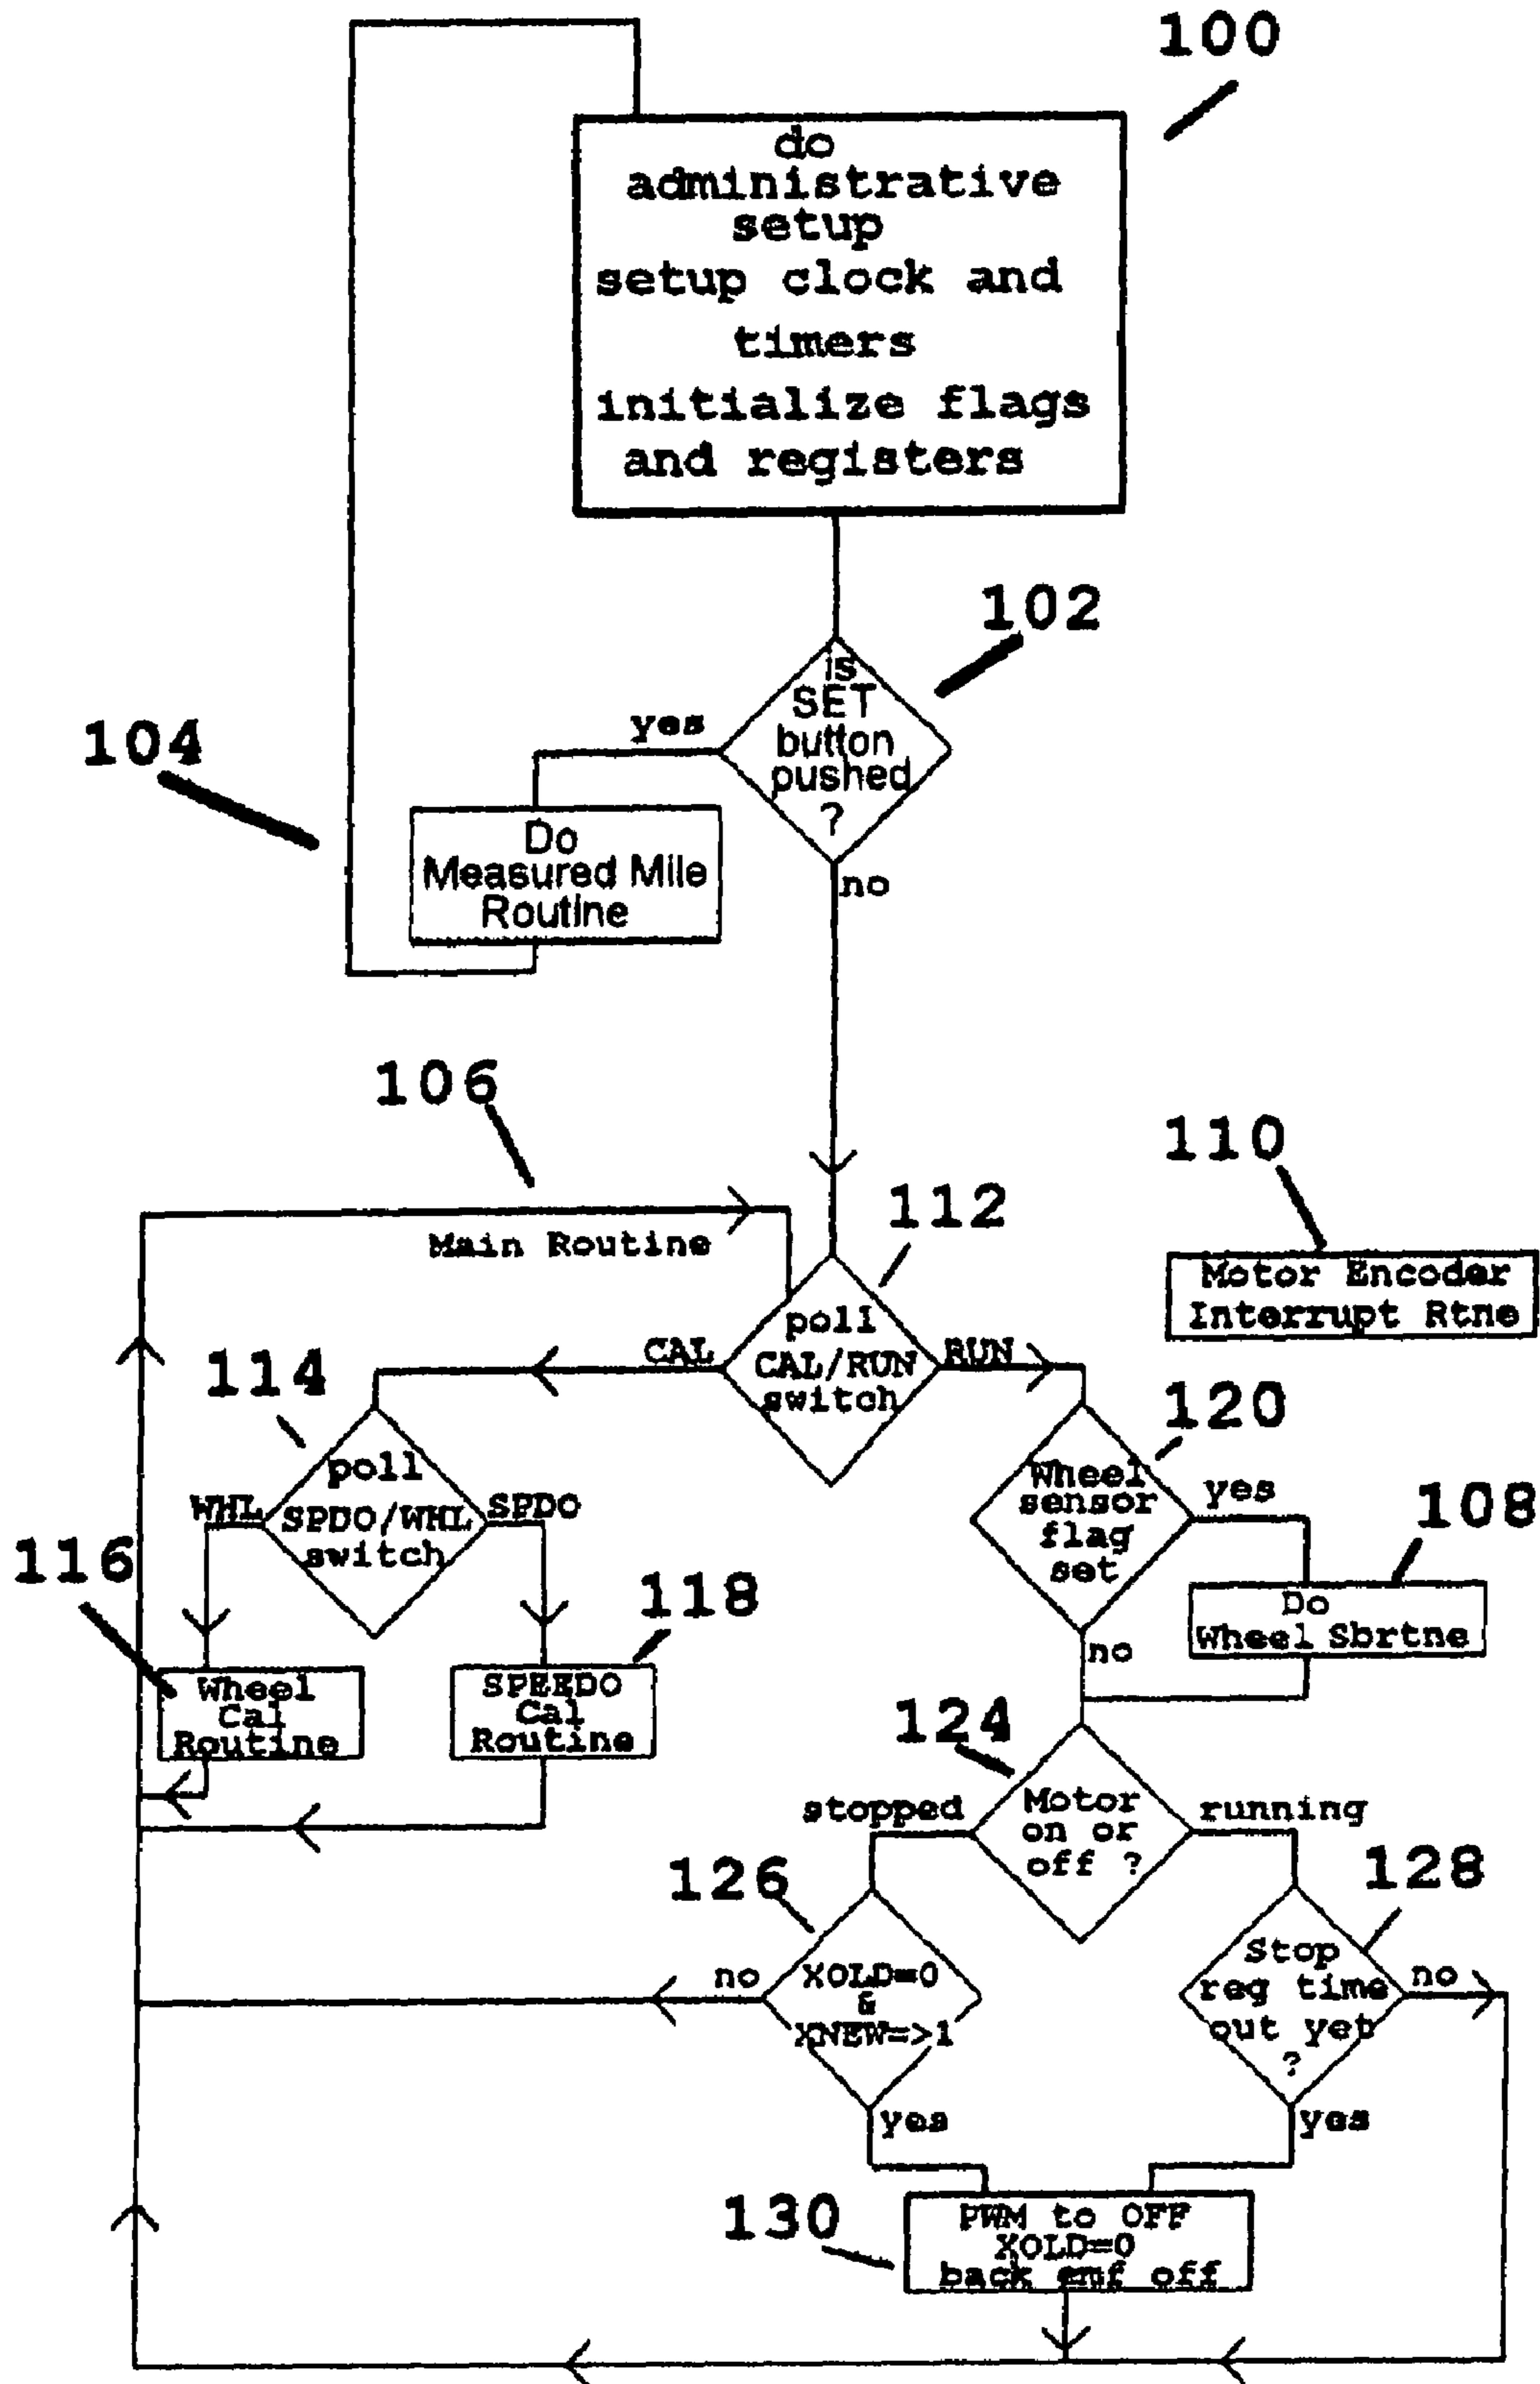 100
do
administrative
setup
setup clock and
timers
initialize flags
and registers
102
is
SET
button
pushed
?
yes
no
104
Do
Measured Mile
Routine
106
Main Routine
110
Motor Encoder
Interrupt Rtne
112
poll
CAL/RUN
switch
CAL
RUN
114
poll
SPDO/WHL
switch
WHL
SPDO
120
Wheel
sensor
flag
set
yes
no
108
Do
Wheel Sbrtne
116
Wheel
Cal
Routine
118
SPEEDO
Cal
Routine
124
Motor
on or
off ?
stopped
running
126
XOLD=0
&
XNEW=>1
no
yes
128
Stop
reg time
out yet
?
no
yes
130
PWM to OFF
XOLD=0
back emf off